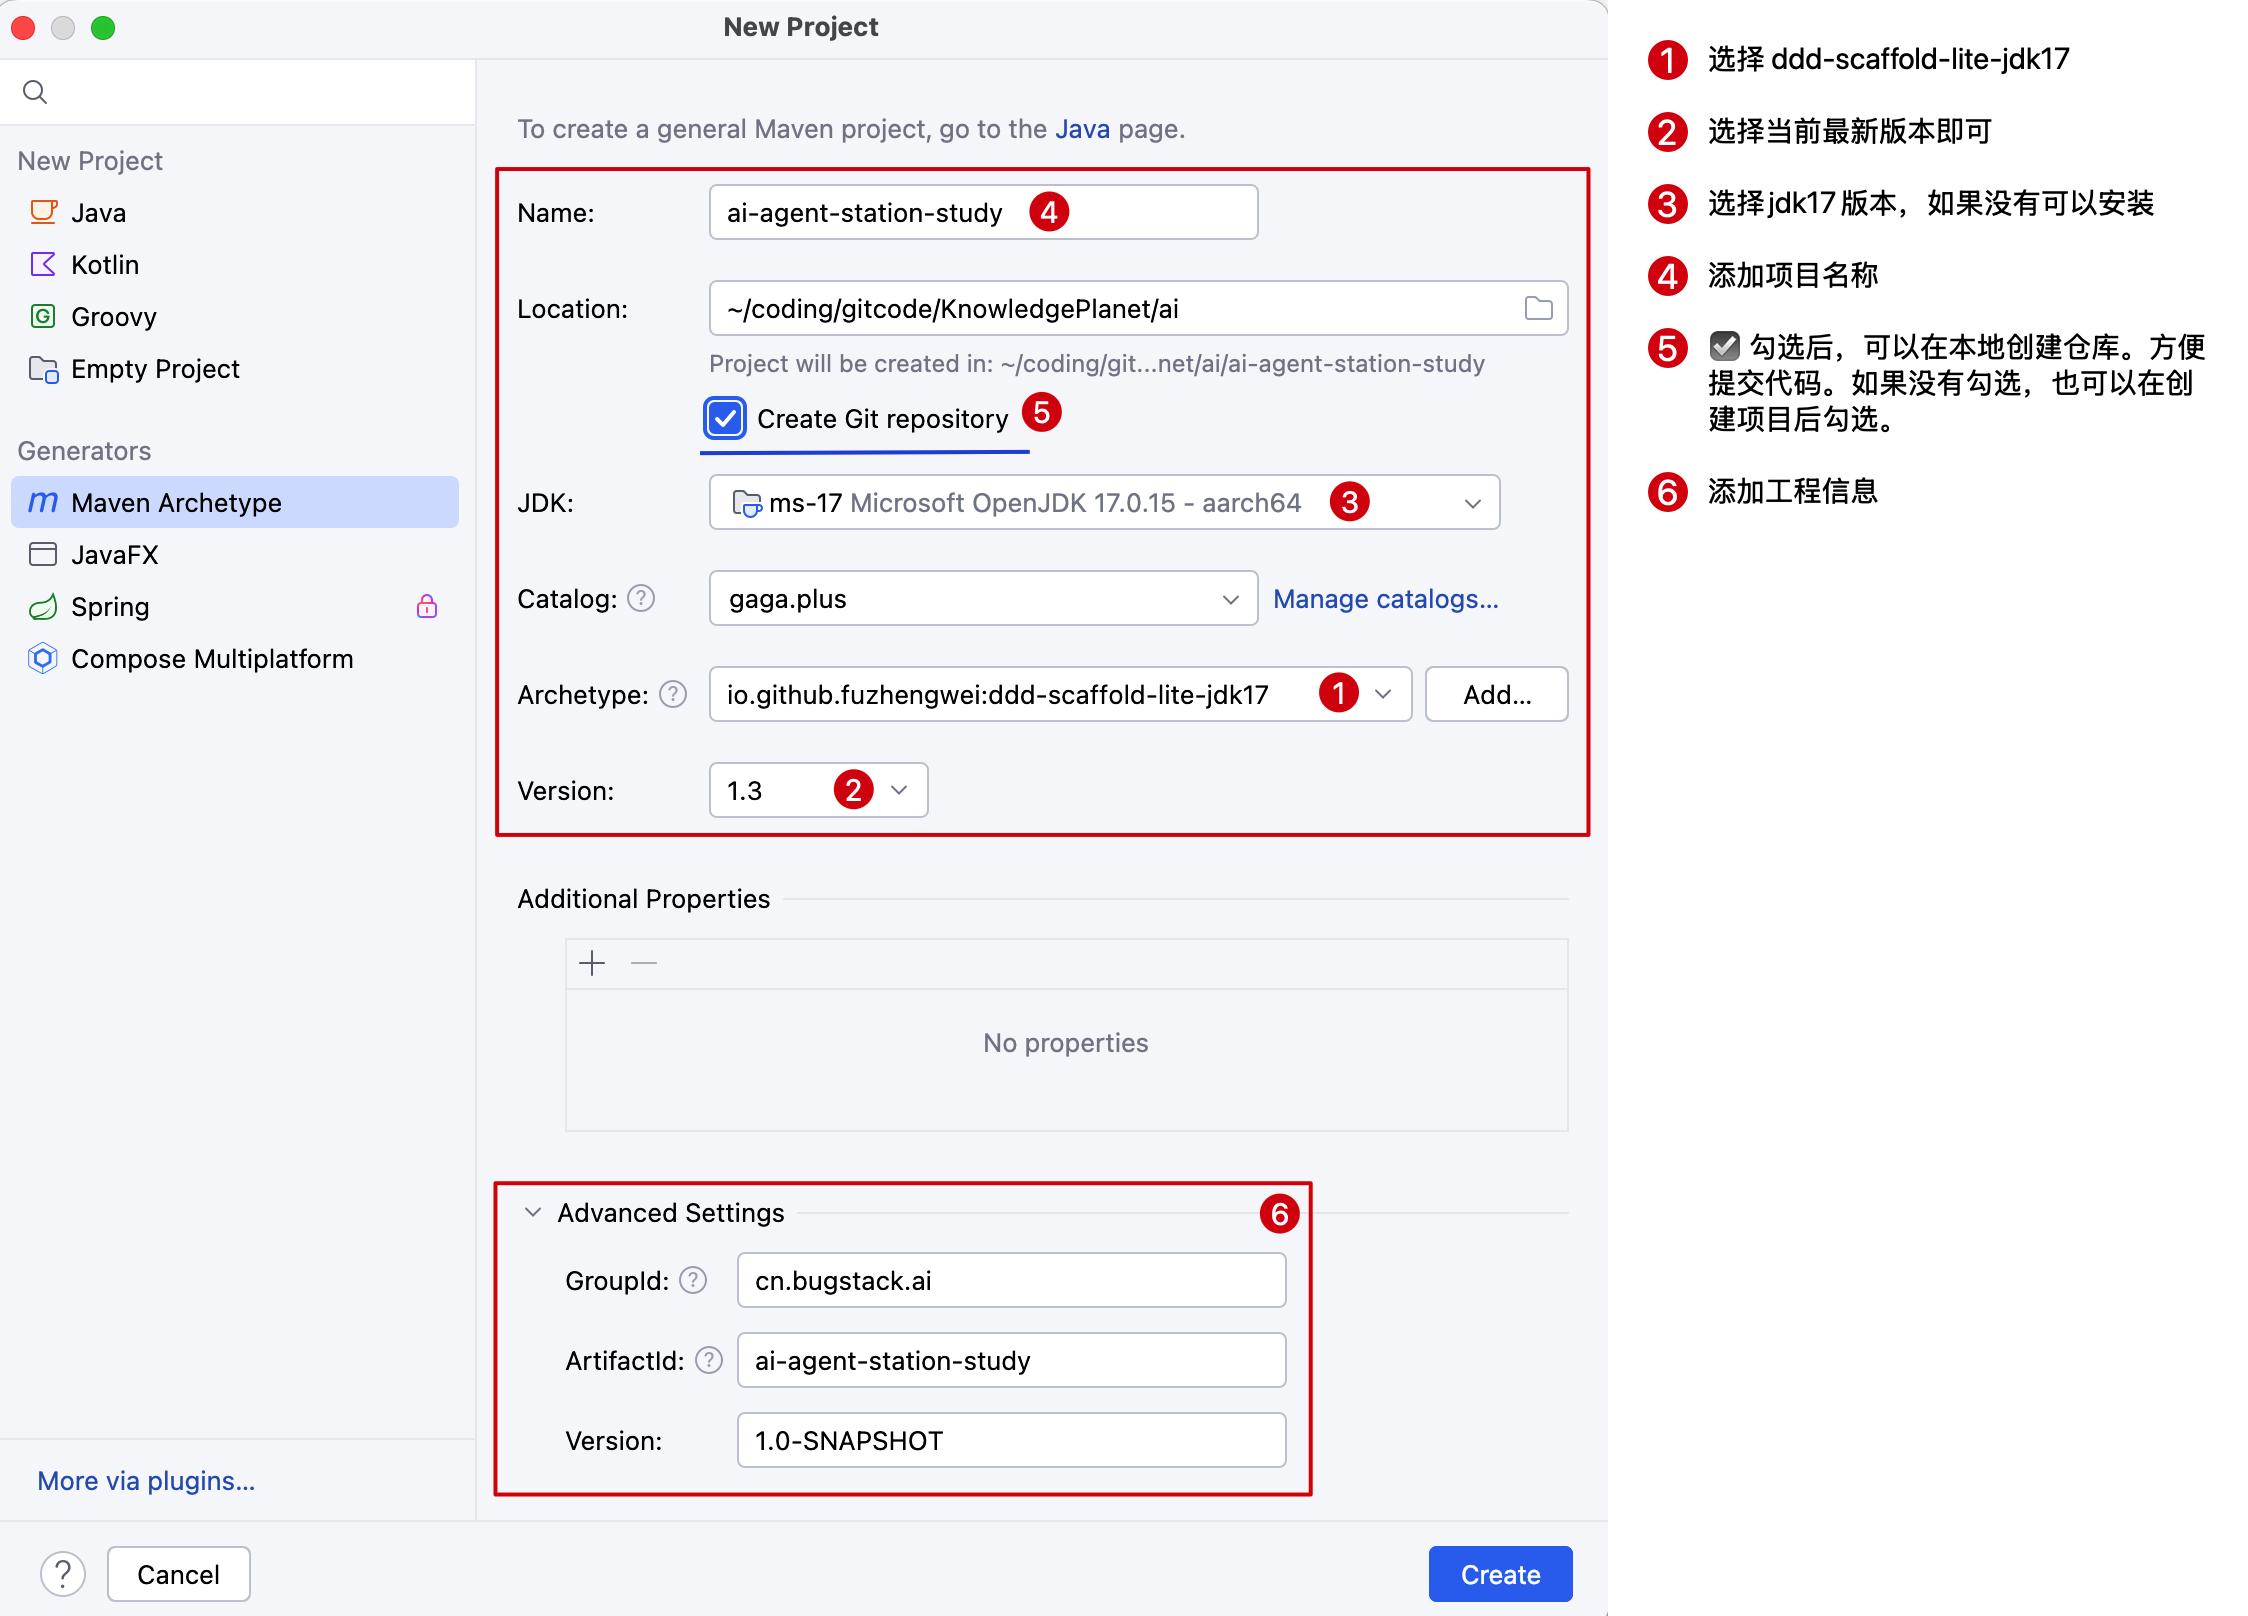 New Project
New Project
Java
Kotlin
Groovy
Empty Project
Generators
Maven Archetype
JavaFX
Spring
Compose Multiplatform
More via plugins...
To create a general Maven project, go to the Java page.
Name: ai-agent-station-study 4
Location: ~/coding/gitcode/KnowledgePlanet/ai
Project will be created in: ~/coding/git...net/ai/ai-agent-station-study
Create Git repository 5
JDK: ms-17 Microsoft OpenJDK 17.0.15 - aarch64 3
Catalog: ? gaga.plus Manage catalogs...
Archetype: ? io.github.fuzhengwei:ddd-scaffold-lite-jdk17 1 Add...
Version: 1.3 2
Additional Properties
No properties
Advanced Settings 6
GroupId: ? cn.bugstack.ai
ArtifactId: ? ai-agent-station-study
Version: 1.0-SNAPSHOT
? Cancel Create
1 选择 ddd-scaffold-lite-jdk17
2 选择当前最新版本即可
3 选择jdk17版本，如果没有可以安装
4 添加项目名称
5 ☑ 勾选后，可以在本地创建仓库。方便
提交代码。如果没有勾选，也可以在创
建项目后勾选。
6 添加工程信息